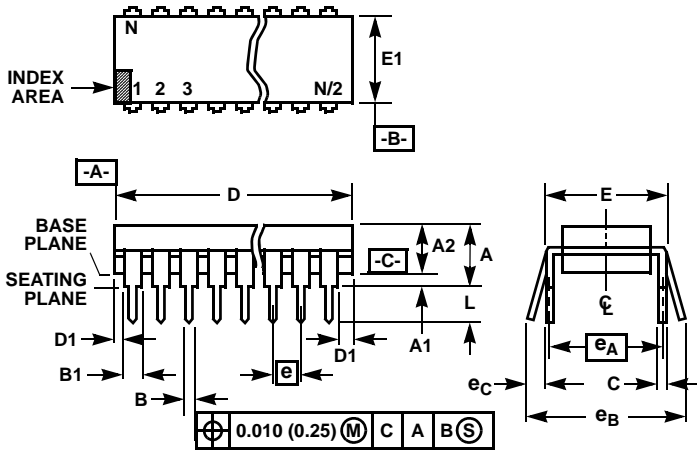 N
E1
INDEX
AREA
1 2 3 N/2
-B-
-A-
D
E
BASE
PLANE
A2
A
-C-
SEATING
PLANE
L
C
L
D1
A1
D1
eA
B1
e
eC
C
B
eB
0.010 (0.25) M C A B S